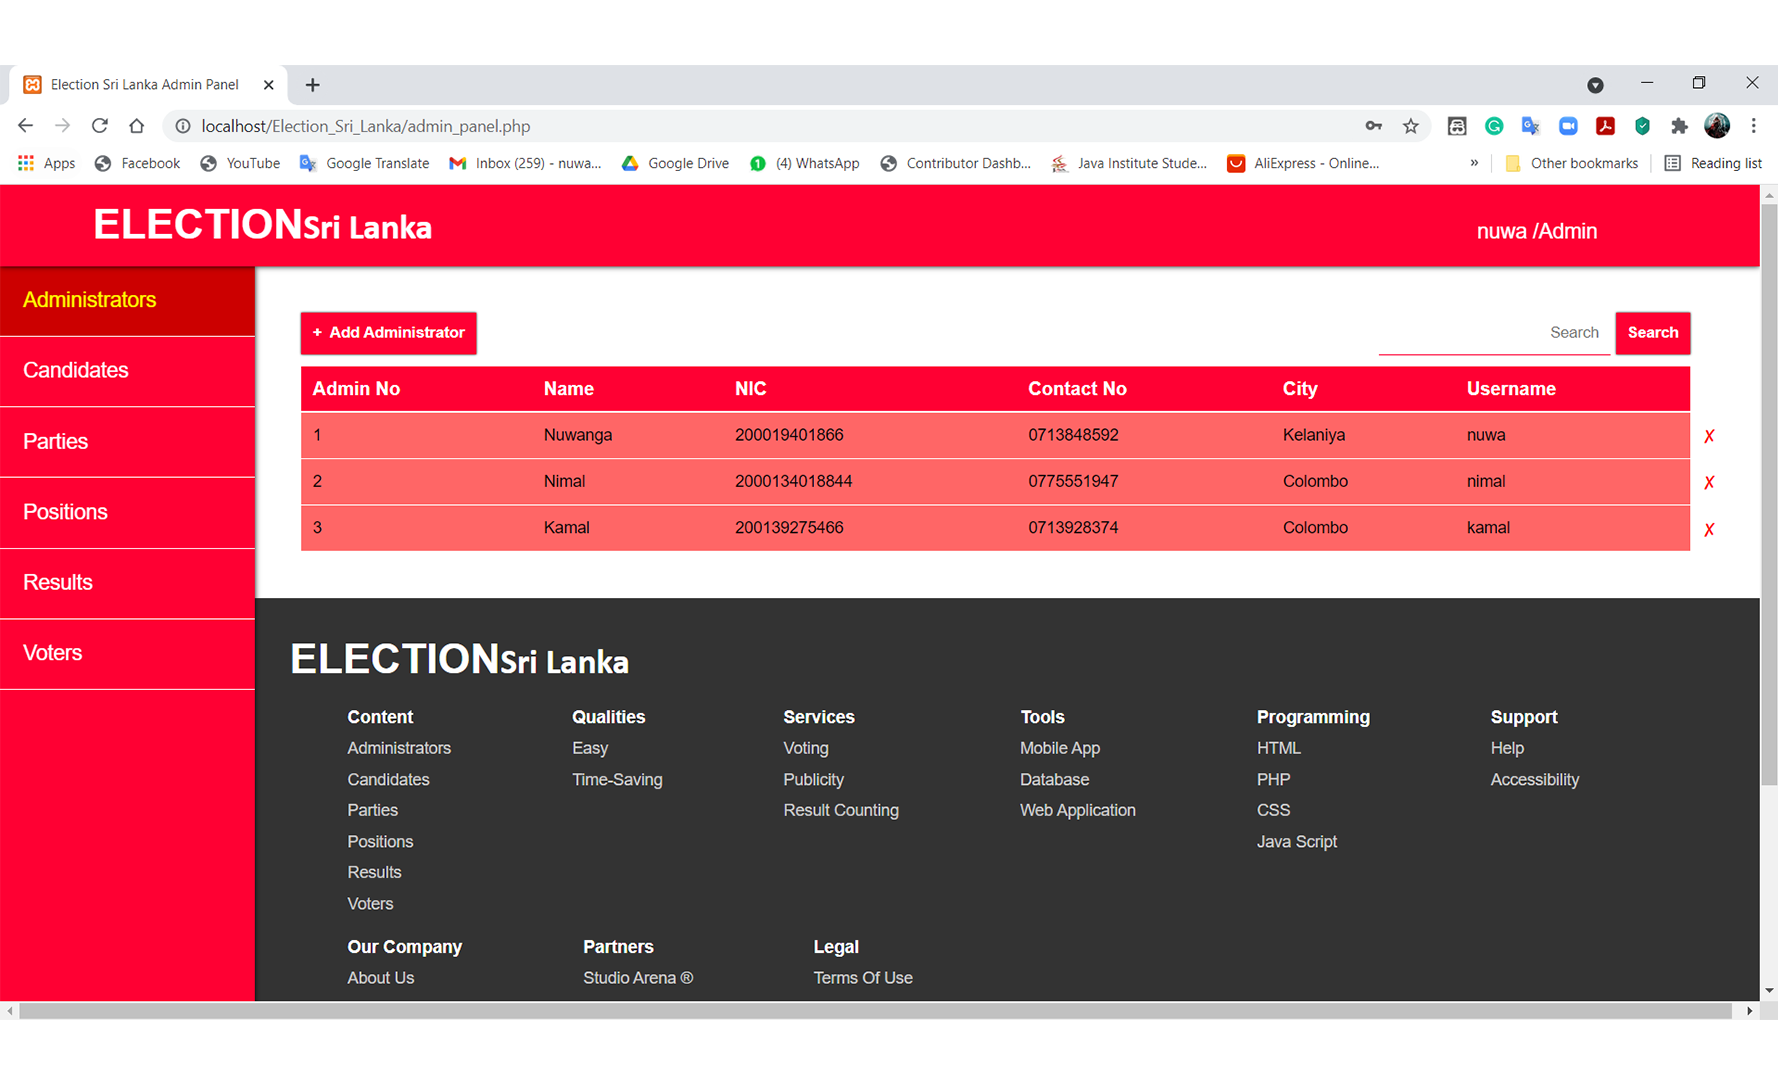 Election Sri Lanka Admin Panel
localhost/Election_Sri_Lanka/admin_panel.php
Apps Facebook YouTube Google Translate Inbox (259) - nuwa... Google Drive (4) WhatsApp Contributor Dashb... Java Institute Stude... AliExpress - Online... » Other bookmarks Reading list
ELECTIONSri Lanka
nuwa /Admin
Administrators
Candidates
Parties
Positions
Results
Voters
+ Add Administrator
Search Search
Admin No Name NIC Contact No City Username
1 Nuwanga 200019401866 0713848592 Kelaniya nuwa ✗
2 Nimal 2000134018844 0775551947 Colombo nimal ✗
3 Kamal 200139275466 0713928374 Colombo kamal ✗
ELECTIONSri Lanka
Content Qualities Services Tools Programming Support
Administrators Easy Voting Mobile App HTML Help
Candidates Time-Saving Publicity Database PHP Accessibility
Parties Result Counting Web Application CSS
Positions Java Script
Results
Voters
Our Company Partners Legal
About Us Studio Arena ® Terms Of Use